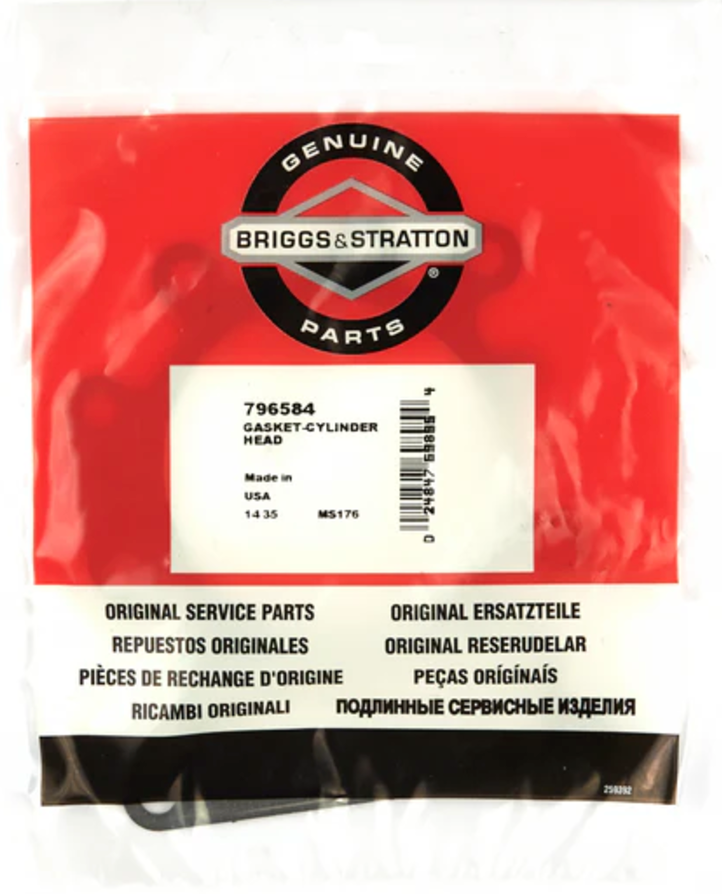 GENUINE
BRIGGS & STRATTON
®
PARTS
796584
GASKET-CYLINDER
HEAD
Made in
USA
14 35 MS176
ORIGINAL SERVICE PARTS ORIGINAL ERSATZTEILE
REPUESTOS ORIGINALES ORIGINAL RESERUDELAR
PIÈCES DE RECHANGE D'ORIGINE PEÇAS ORÍGÍNAÍS
RICAMBI ORIGINALI ПОДЛИННЫЕ СЕРВИСНЫЕ ИЗДЕЛИЯ